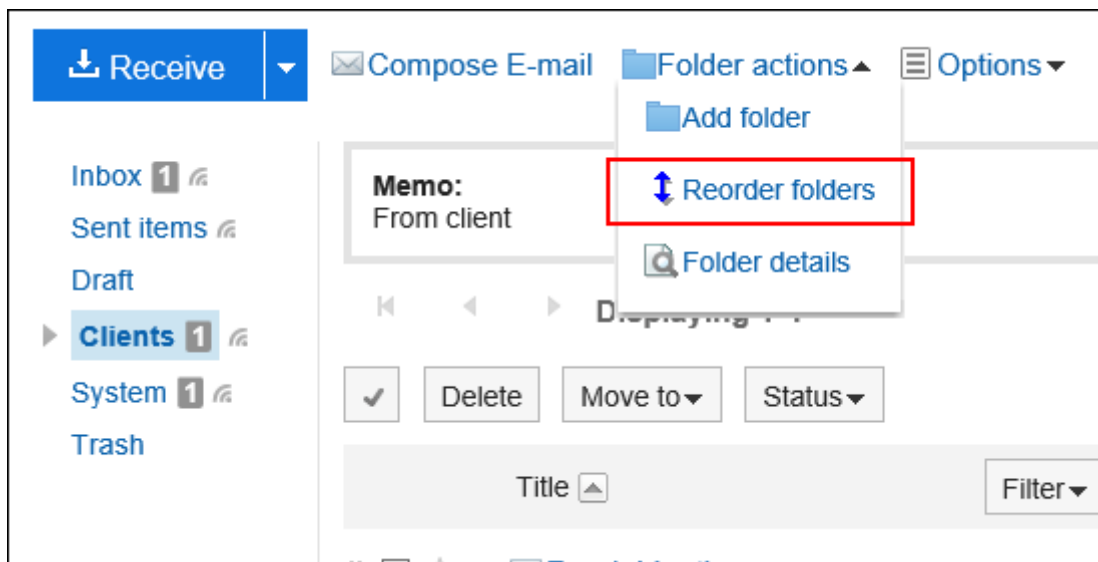 Receive
Compose E-mail
Folder actions
Options
Add folder
Reorder folders
Folder details
Inbox 1
Sent items
Draft
Clients 1
System 1
Trash
Memo:
From client
Delete
Move to
Status
Title
Filter